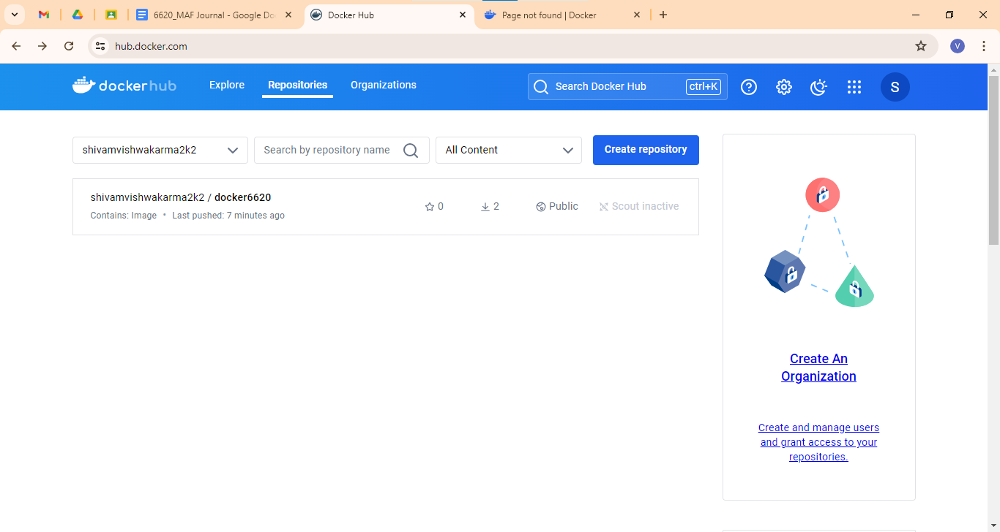 6620_MAF Journal - Google Do
Docker Hub
Page not found | Docker
hub.docker.com
V
dockerhub
Explore
Repositories
Organizations
Search Docker Hub
ctrl+K
S
shivamvishwakarma2k2
Search by repository name
All Content
Create repository
shivamvishwakarma2k2 / docker6620
Contains: Image • Last pushed: 7 minutes ago
0
2
Public
Scout inactive
Create An
Organization
Create and manage users
and grant access to your
repositories.